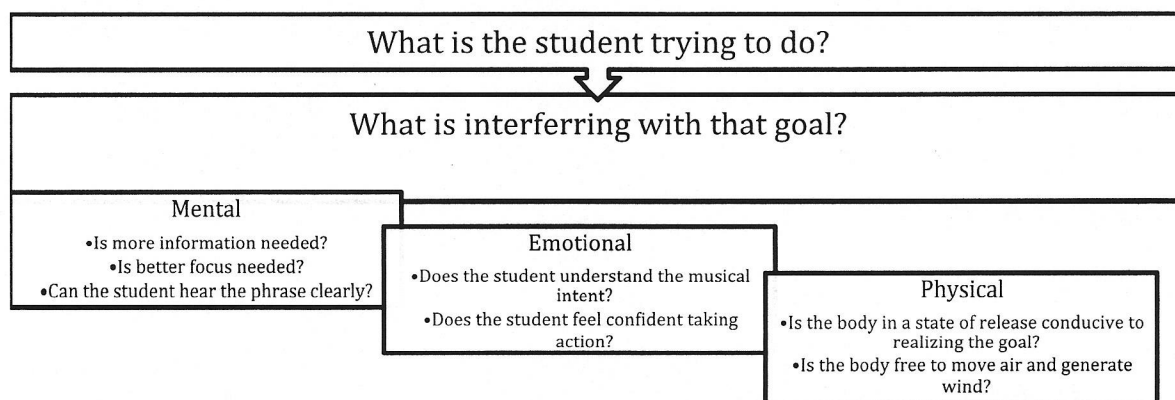 What is the student trying to do?
What is interferring with that goal?
Mental
•Is more information needed?
•Is better focus needed?
•Can the student hear the phrase clearly?
Emotional
•Does the student understand the musical
intent?
•Does the student feel confident taking
action?
Physical
•Is the body in a state of release conducive to
realizing the goal?
•Is the body free to move air and generate
wind?